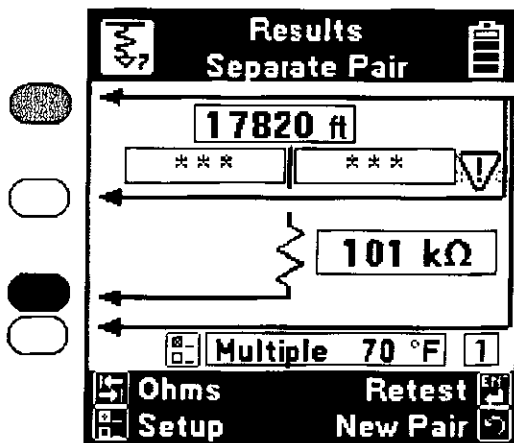 Results
Separate Pair
17820 ft
*** ***
101 kΩ
Multiple 70 °F 1
Ohms Retest
Setup New Pair